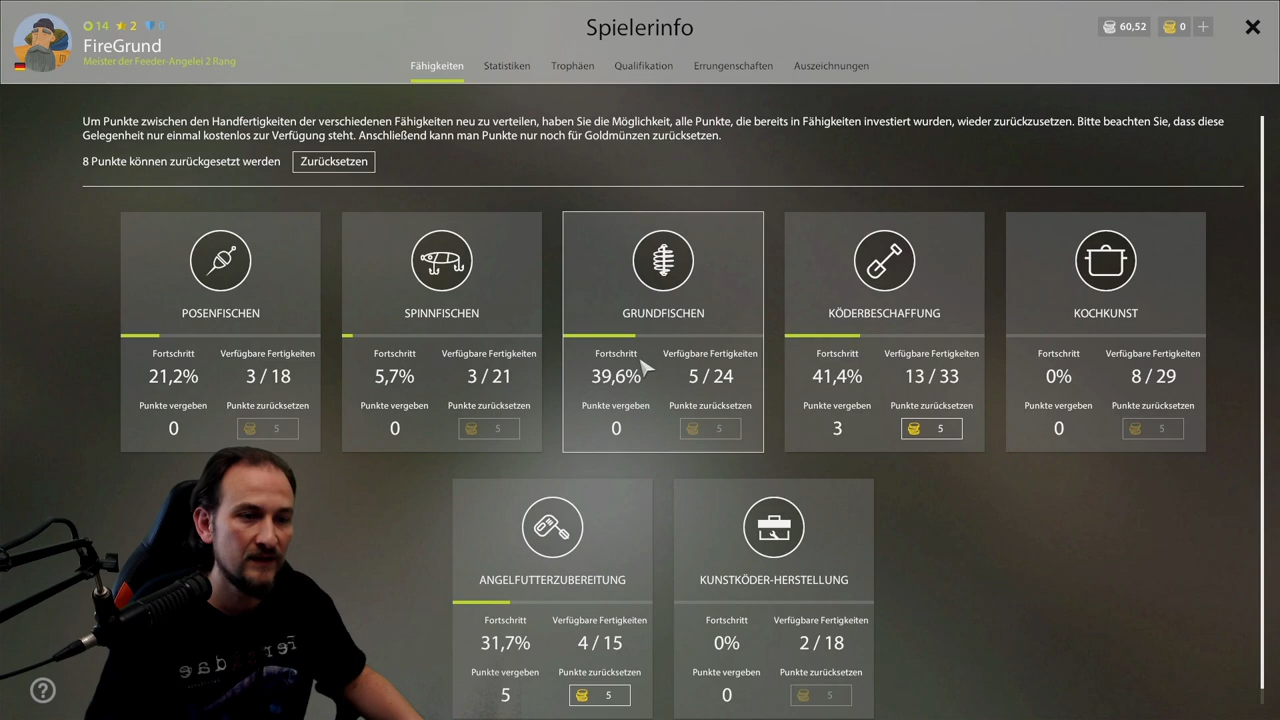 14 2 0
FireGrund
Meister der Feeder-Angelei 2 Rang
Spielerinfo
60,52 0
Fähigkeiten Statistiken Trophäen Qualifikation Errungenschaften Auszeichnungen
Um Punkte zwischen den Handfertigkeiten der verschiedenen Fähigkeiten neu zu verteilen, haben Sie die Möglichkeit, alle Punkte, die bereits in Fähigkeiten investiert wurden, wieder zurückzusetzen. Bitte beachten Sie, dass diese
Gelegenheit nur einmal kostenlos zur Verfügung steht. Anschließend kann man Punkte nur noch für Goldmünzen zurücksetzen.
8 Punkte können zurückgesetzt werden Zurücksetzen
POSENFISCHEN
Fortschritt Verfügbare Fertigkeiten
21,2% 3 / 18
Punkte vergeben Punkte zurücksetzen
0 5
SPINNFISCHEN
Fortschritt Verfügbare Fertigkeiten
5,7% 3 / 21
Punkte vergeben Punkte zurücksetzen
0 5
GRUNDFISCHEN
Fortschritt Verfügbare Fertigkeiten
39,6% 5 / 24
Punkte vergeben Punkte zurücksetzen
0 5
KÖDERBESCHAFFUNG
Fortschritt Verfügbare Fertigkeiten
41,4% 13 / 33
Punkte vergeben Punkte zurücksetzen
3 5
KOCHKUNST
Fortschritt Verfügbare Fertigkeiten
0% 8 / 29
Punkte vergeben Punkte zurücksetzen
0 5
ANGELFUTTERZUBEREITUNG
Fortschritt Verfügbare Fertigkeiten
31,7% 4 / 15
Punkte vergeben Punkte zurücksetzen
5 5
KUNSTKÖDER-HERSTELLUNG
Fortschritt Verfügbare Fertigkeiten
0% 2 / 18
Punkte vergeben Punkte zurücksetzen
0 5